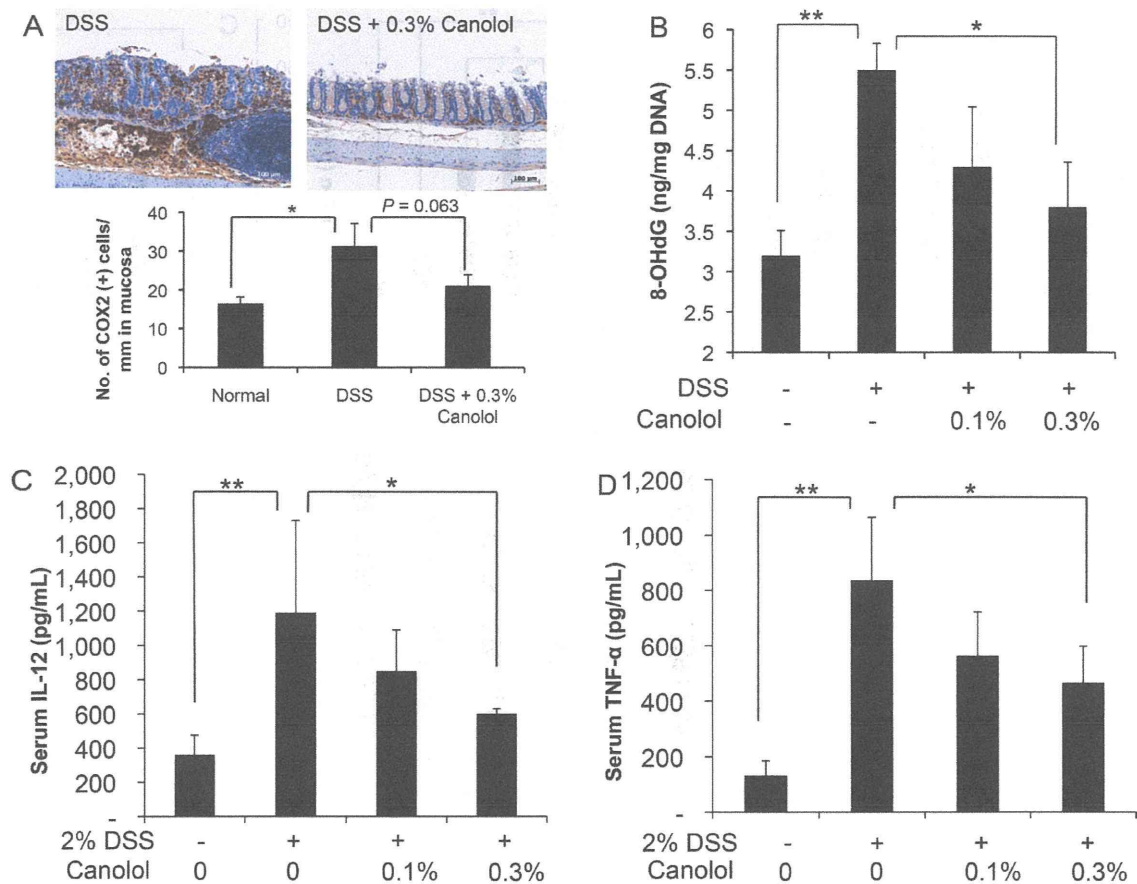 A
DSS
DSS + 0.3% Canolol
100 µm
100 µm
No. of COX2 (+) cells/
mm in mucosa
40
30
20
10
0
*
P = 0.063
Normal
DSS
DSS + 0.3%
Canolol
B
8-OHdG (ng/mg DNA)
6
5.5
5
4.5
4
3.5
3
2.5
2
**
*
DSS - + + +
Canolol - - 0.1% 0.3%
C
Serum IL-12 (pg/mL)
2,000
1,800
1,600
1,400
1,200
1,000
800
600
400
200
-
**
*
2% DSS - + + +
Canolol 0 0 0.1% 0.3%
D
Serum TNF-α (pg/mL)
1,200
1,000
800
600
400
200
-
**
*
2% DSS - + + +
Canolol 0 0 0.1% 0.3%